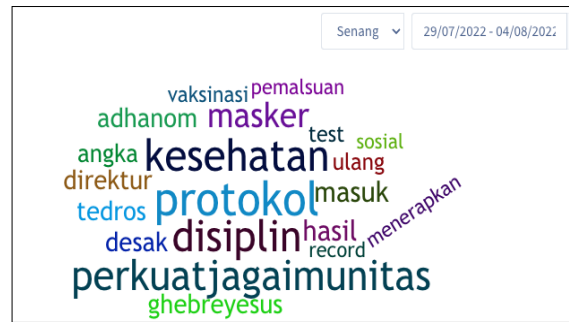 Senang
29/07/2022 - 04/08/2022
vaksinasi pemalsuan
adhanom masker
test sosial
angka kesehatan ulang
direktur protokol masuk
tedros menerapkan
desak disiplin hasil
record
perkuatjagaimunitas
ghebreyesus